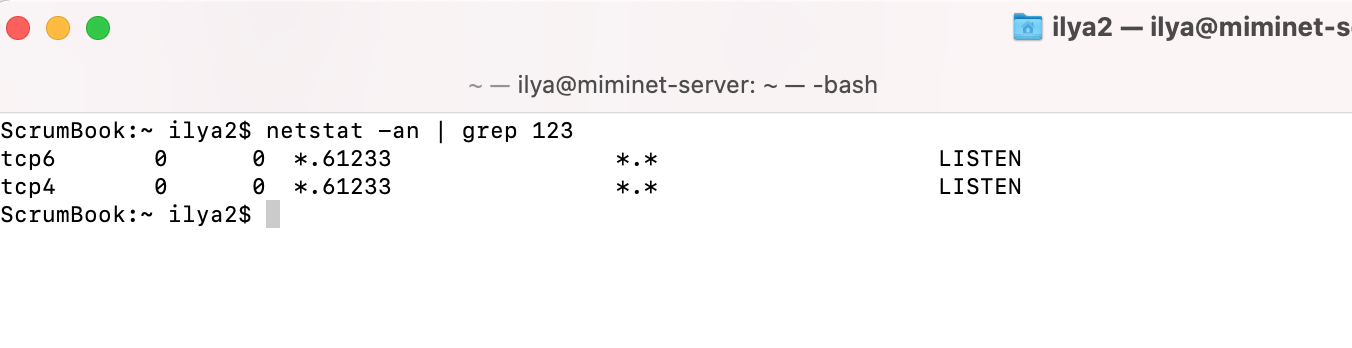 ilya2 — ilya@miminet-s
~ — ilya@miminet-server: ~ — -bash
ScrumBook:~ ilya2$ netstat -an | grep 123
tcp6       0      0  *.61233                *.*                    LISTEN
tcp4       0      0  *.61233                *.*                    LISTEN
ScrumBook:~ ilya2$